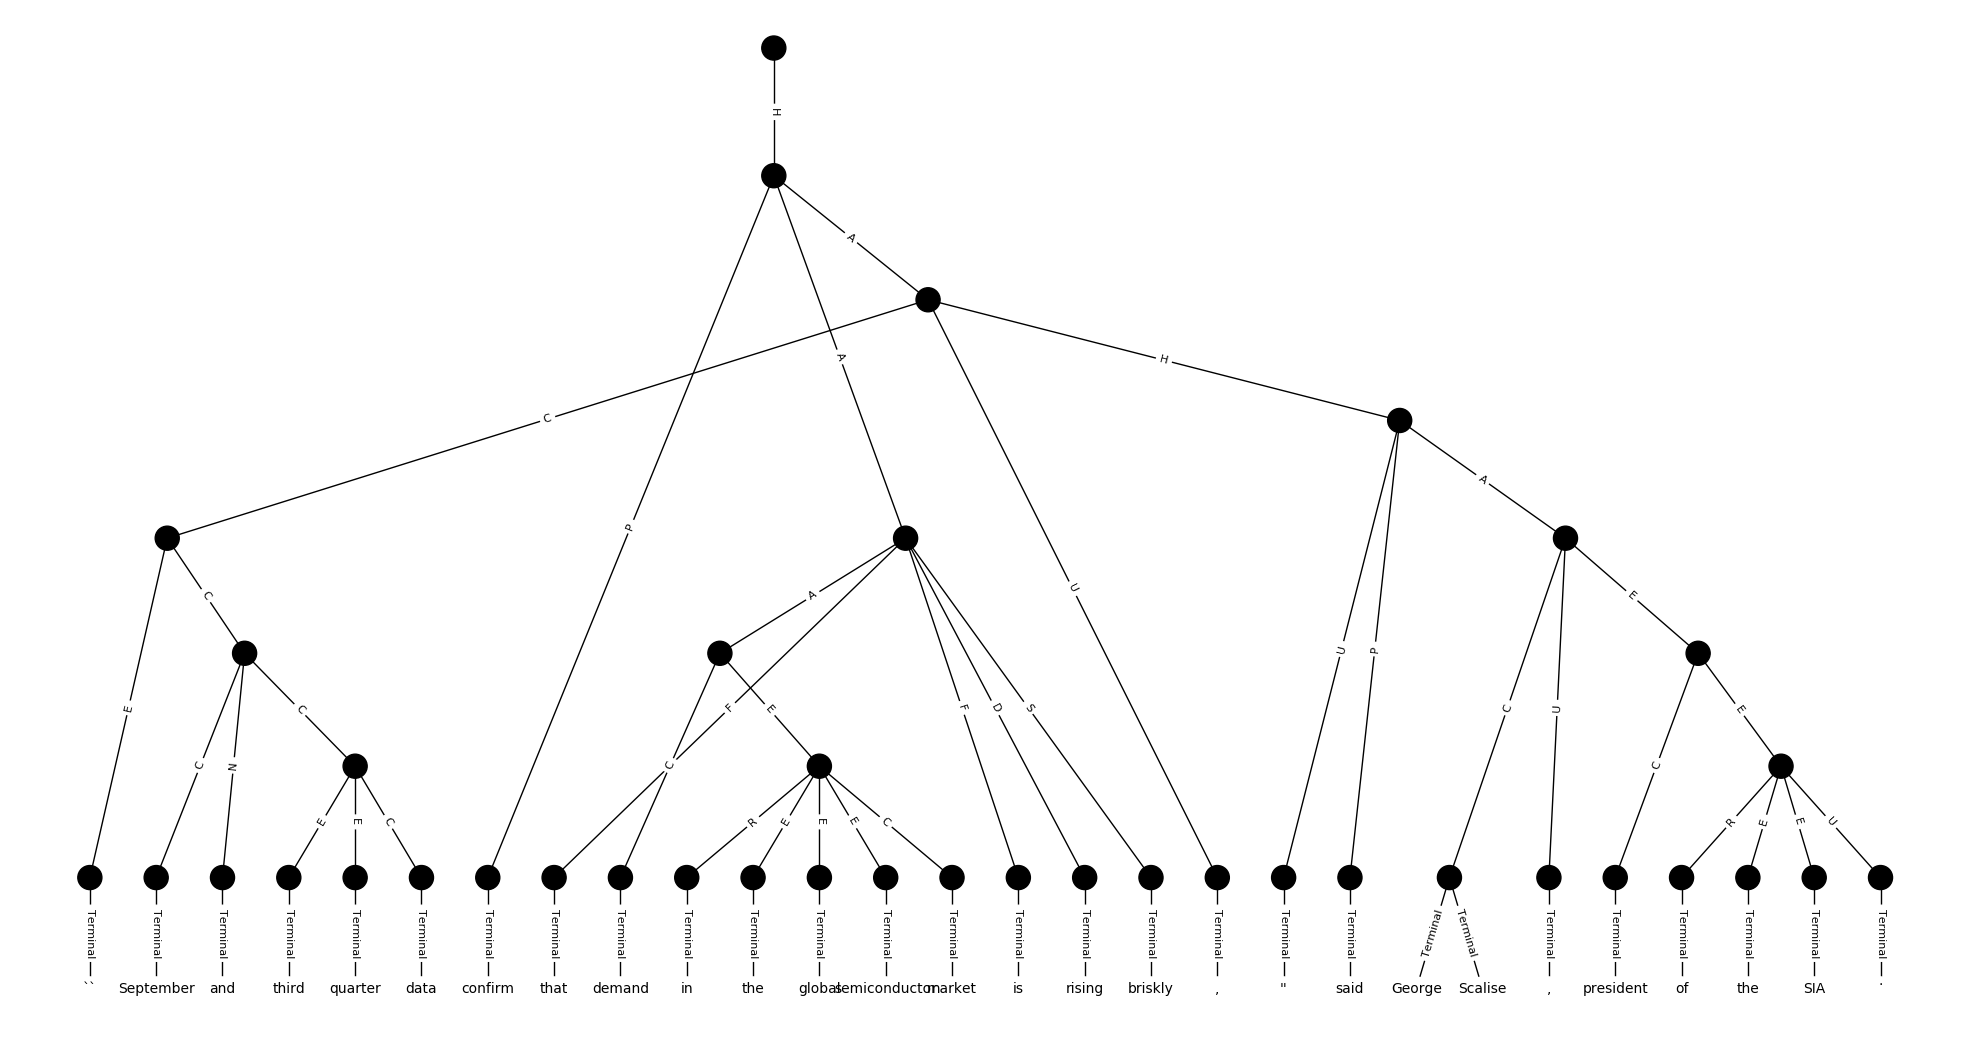 H
A
A
H
C
A
P
U
A
E
C
U
P
F
E
F
D
S
C
U
E
E
C
C
N
C
C
R
E
E
E
C
E
E
C
R
E
E
U
Terminal Terminal Terminal Terminal Terminal Terminal Terminal Terminal Terminal Terminal Terminal Terminal Terminal Terminal Terminal Terminal Terminal Terminal Terminal Terminal Terminal Terminal Terminal Terminal Terminal Terminal Terminal Terminal
`` September and third quarter data confirm that demand in the global semiconductor market is rising briskly , " said George Scalise , president of the SIA .